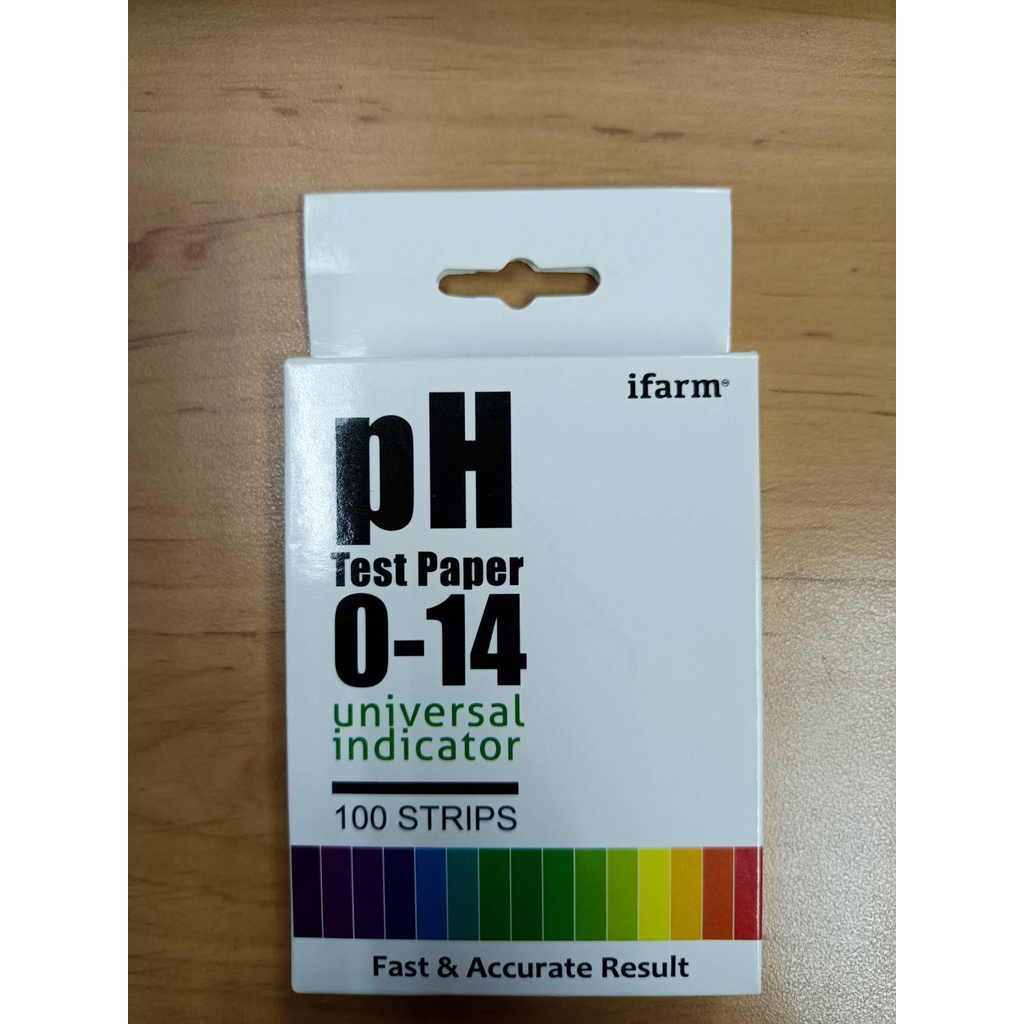 ifarm
pH
Test Paper
0-14
universal
indicator
100 STRIPS
Fast & Accurate Result